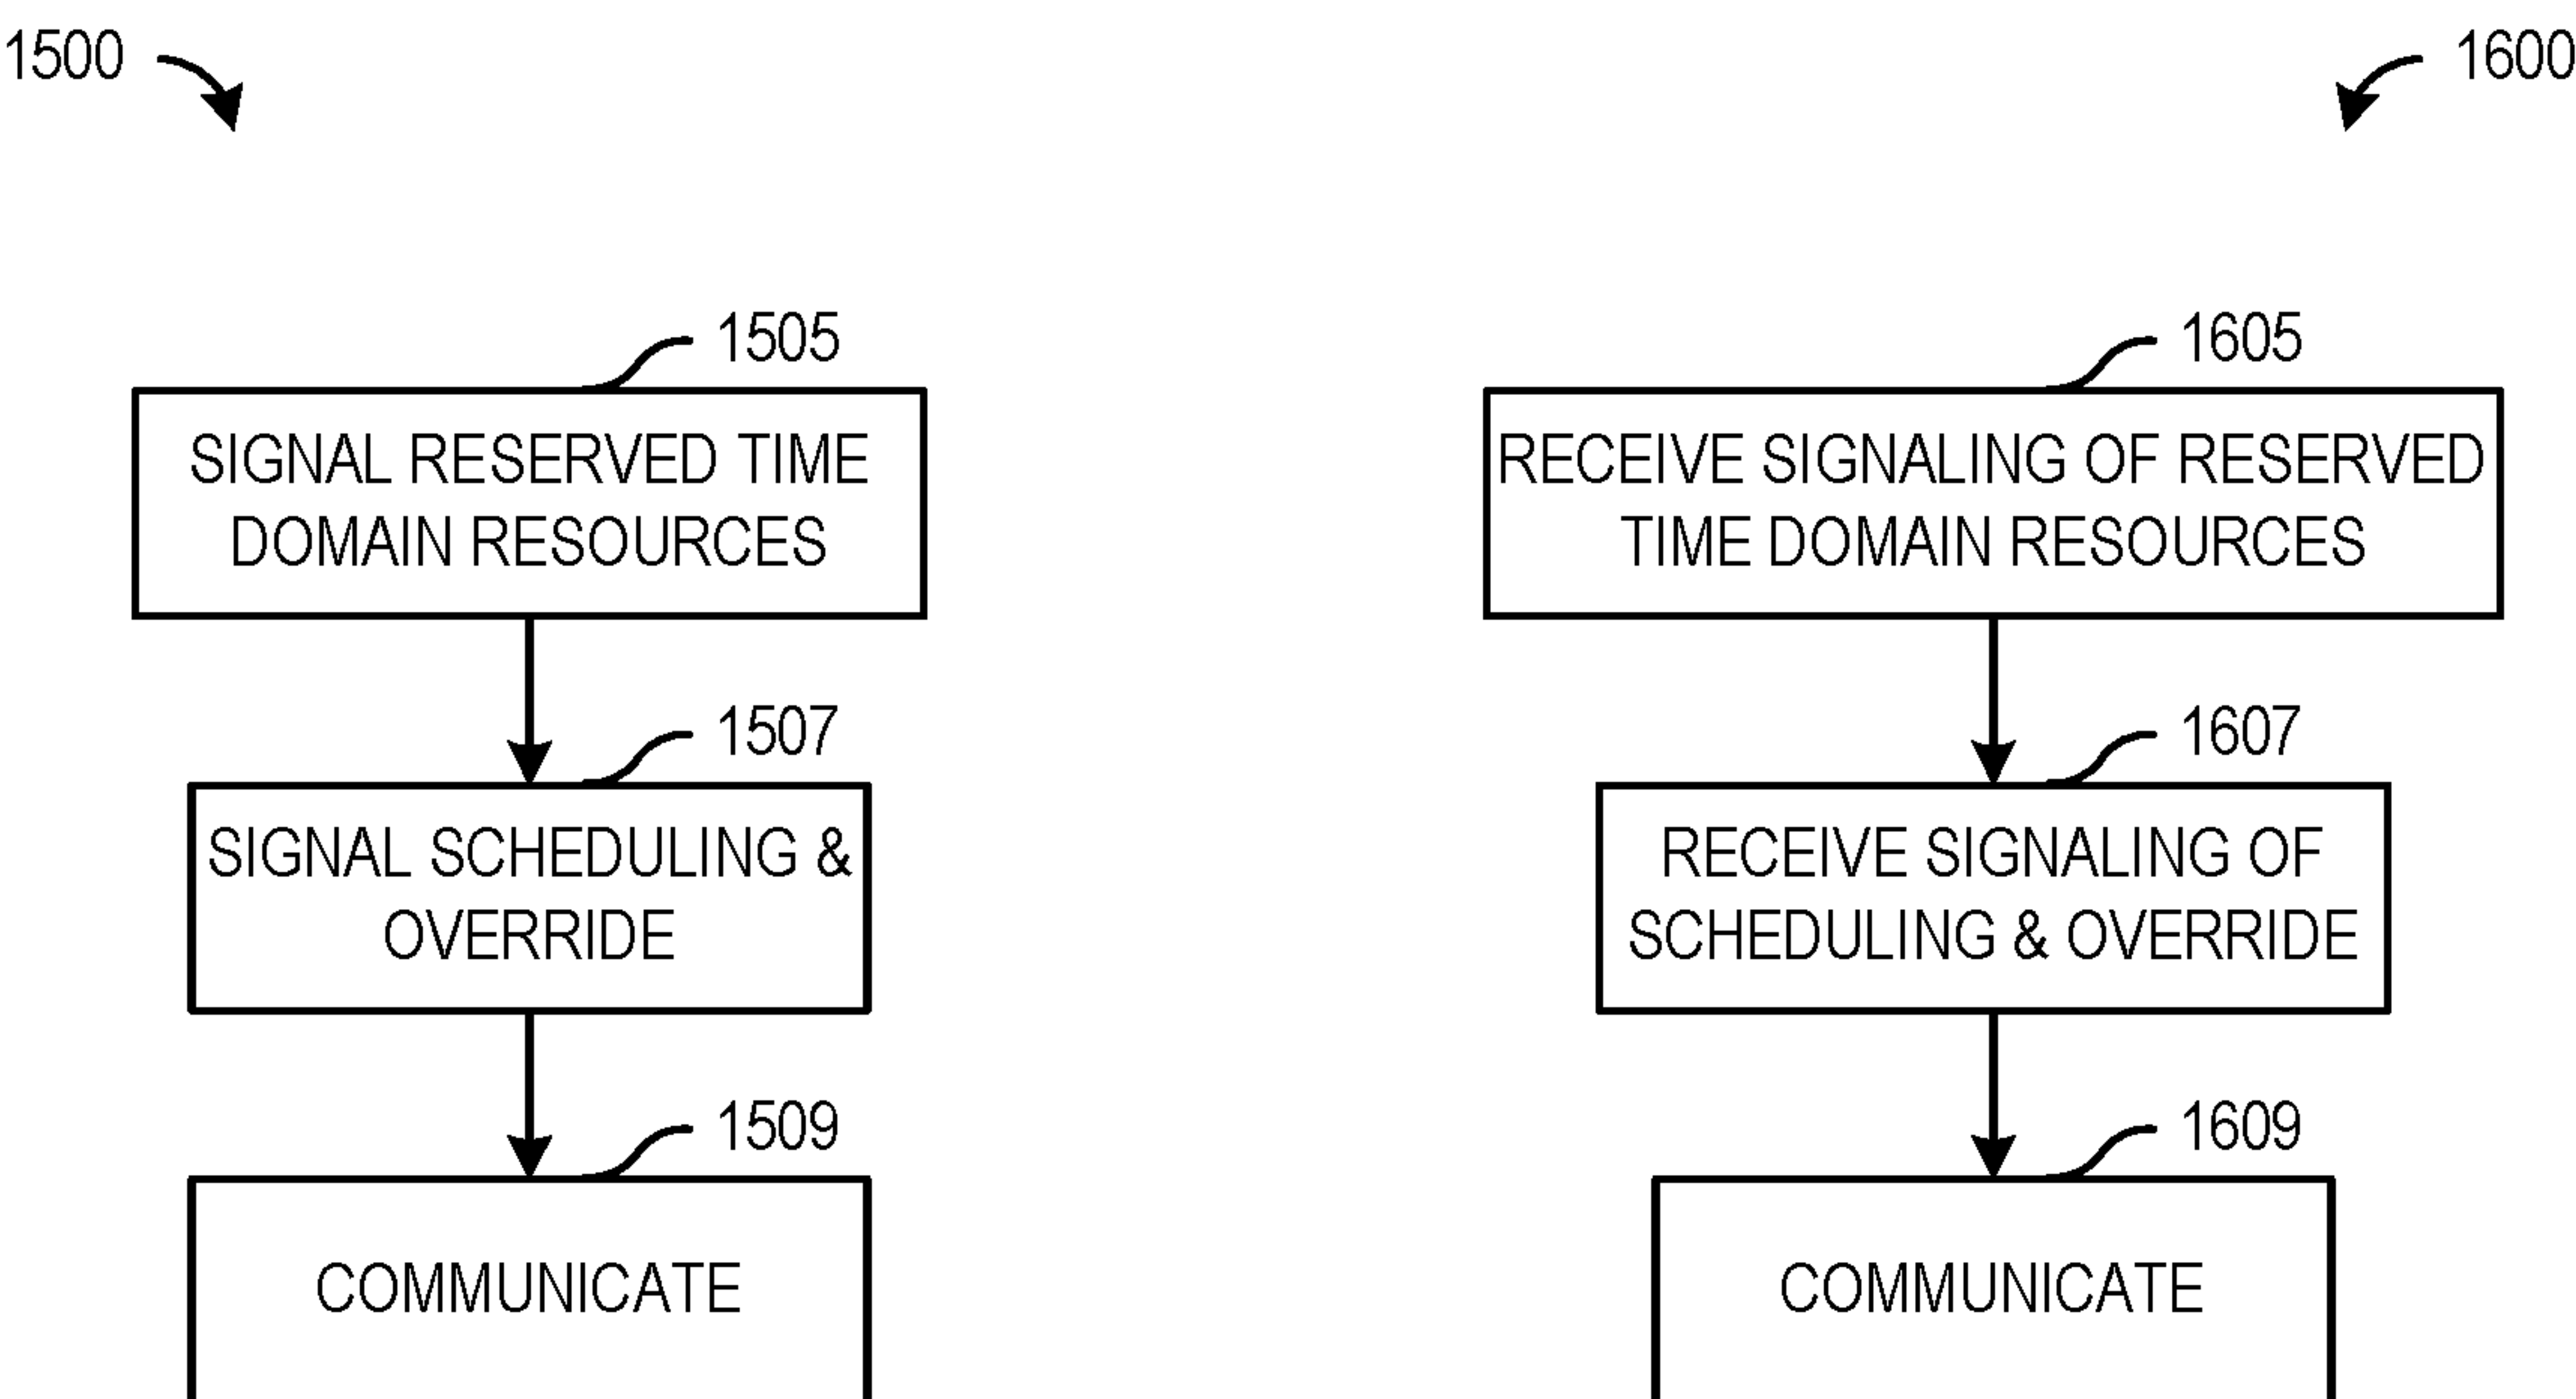 1500
1505
SIGNAL RESERVED TIME
DOMAIN RESOURCES
1507
SIGNAL SCHEDULING &
OVERRIDE
1509
COMMUNICATE
1600
1605
RECEIVE SIGNALING OF RESERVED
TIME DOMAIN RESOURCES
1607
RECEIVE SIGNALING OF
SCHEDULING & OVERRIDE
1609
COMMUNICATE